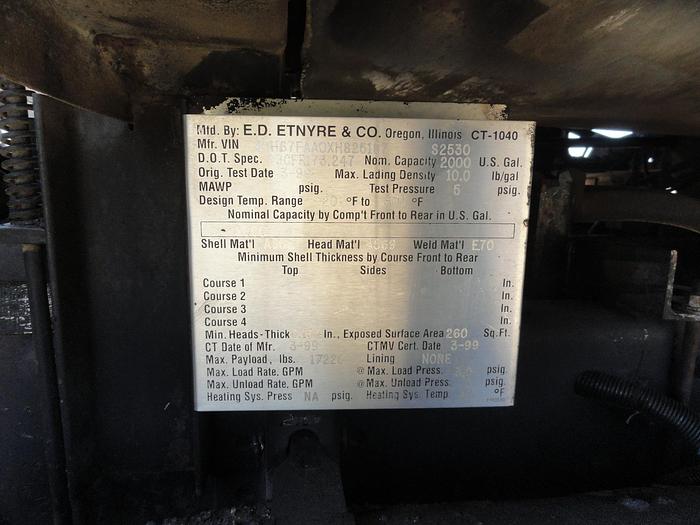 Mfd. By: E.D. ETNYRE & CO. Oregon, Illinois CT-1040
Mfr. VIN S2530
D.O.T. Spec. Nom. Capacity 2000 U.S. Gal.
Orig. Test Date 3-99 Max. Lading Density 10.0 lb/gal
MAWP psig. Test Pressure 5 psig.
Design Temp. Range °F to °F
Nominal Capacity by Comp't Front to Rear in U.S. Gal.
Shell Mat'l Head Mat'l A569 Weld Mat'l E70
Minimum Shell Thickness by Course Front to Rear
Top Sides Bottom
Course 1 In.
Course 2 In.
Course 3 In.
Course 4 In.
Min. Heads-Thick In., Exposed Surface Area 260 Sq.Ft.
CT Date of Mfr. 3-99 CTMV Cert. Date 3-99
Max. Payload, lbs. Lining NONE
Max. Load Rate, GPM @ Max. Load Press. psig.
Max. Unload Rate, GPM @ Max. Unload Press. psig.
Heating Sys. Press NA psig. Heating Sys. Temp °F